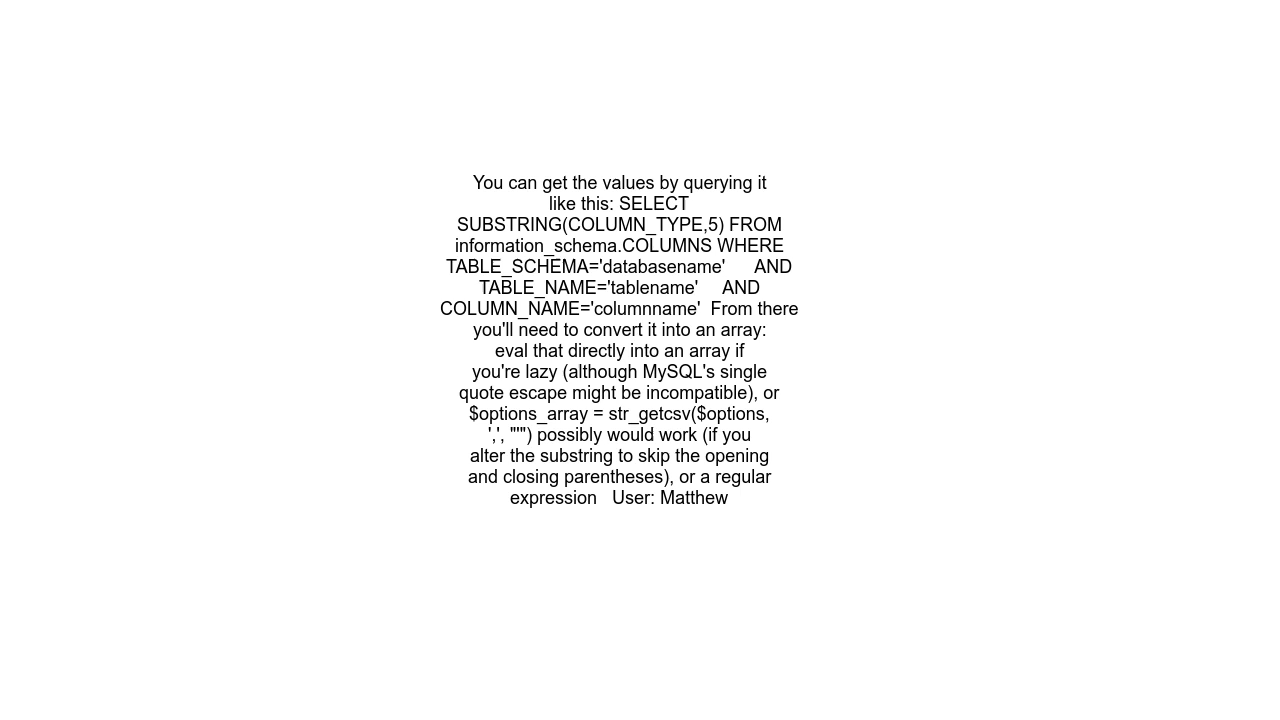 You can get the values by querying it
like this: SELECT
SUBSTRING(COLUMN_TYPE,5) FROM
information_schema.COLUMNS WHERE
TABLE_SCHEMA='databasename'      AND
TABLE_NAME='tablename'     AND
COLUMN_NAME='columnname'  From there
you'll need to convert it into an array:
eval that directly into an array if
you're lazy (although MySQL's single
quote escape might be incompatible), or
$options_array = str_getcsv($options,
',', "'") possibly would work (if you
alter the substring to skip the opening
and closing parentheses), or a regular
expression   User: Matthew